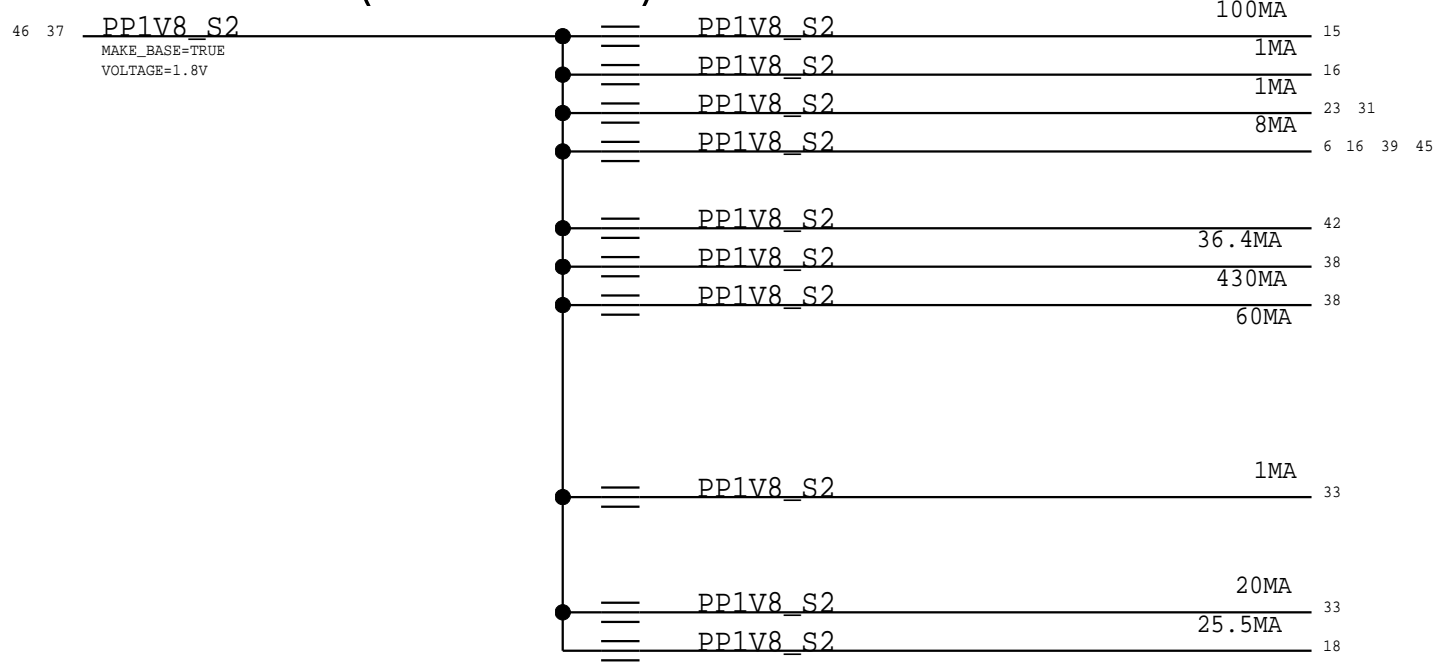 100MA
46 37 PP1V8_S2 PP1V8_S2 15
MAKE_BASE=TRUE 1MA
VOLTAGE=1.8V PP1V8_S2 16
1MA
PP1V8_S2 23 31
8MA
PP1V8_S2 6 16 39 45
PP1V8_S2 42
36.4MA
PP1V8_S2 38
430MA
PP1V8_S2 38
60MA
1MA
PP1V8_S2 33
20MA
PP1V8_S2 33
25.5MA
PP1V8_S2 18